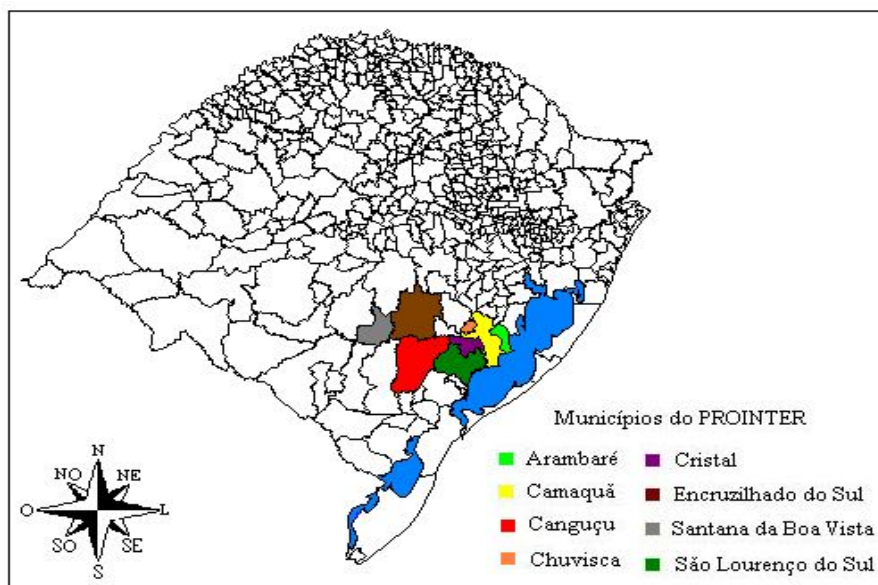 Municípios do PROINTER
Arambaré
Cristal
Camaquã
Encruzilhado do Sul
Canguçu
Santana da Boa Vista
Chuvisca
São Lourenço do Sul
N
NO
NE
O
L
SO
SE
S